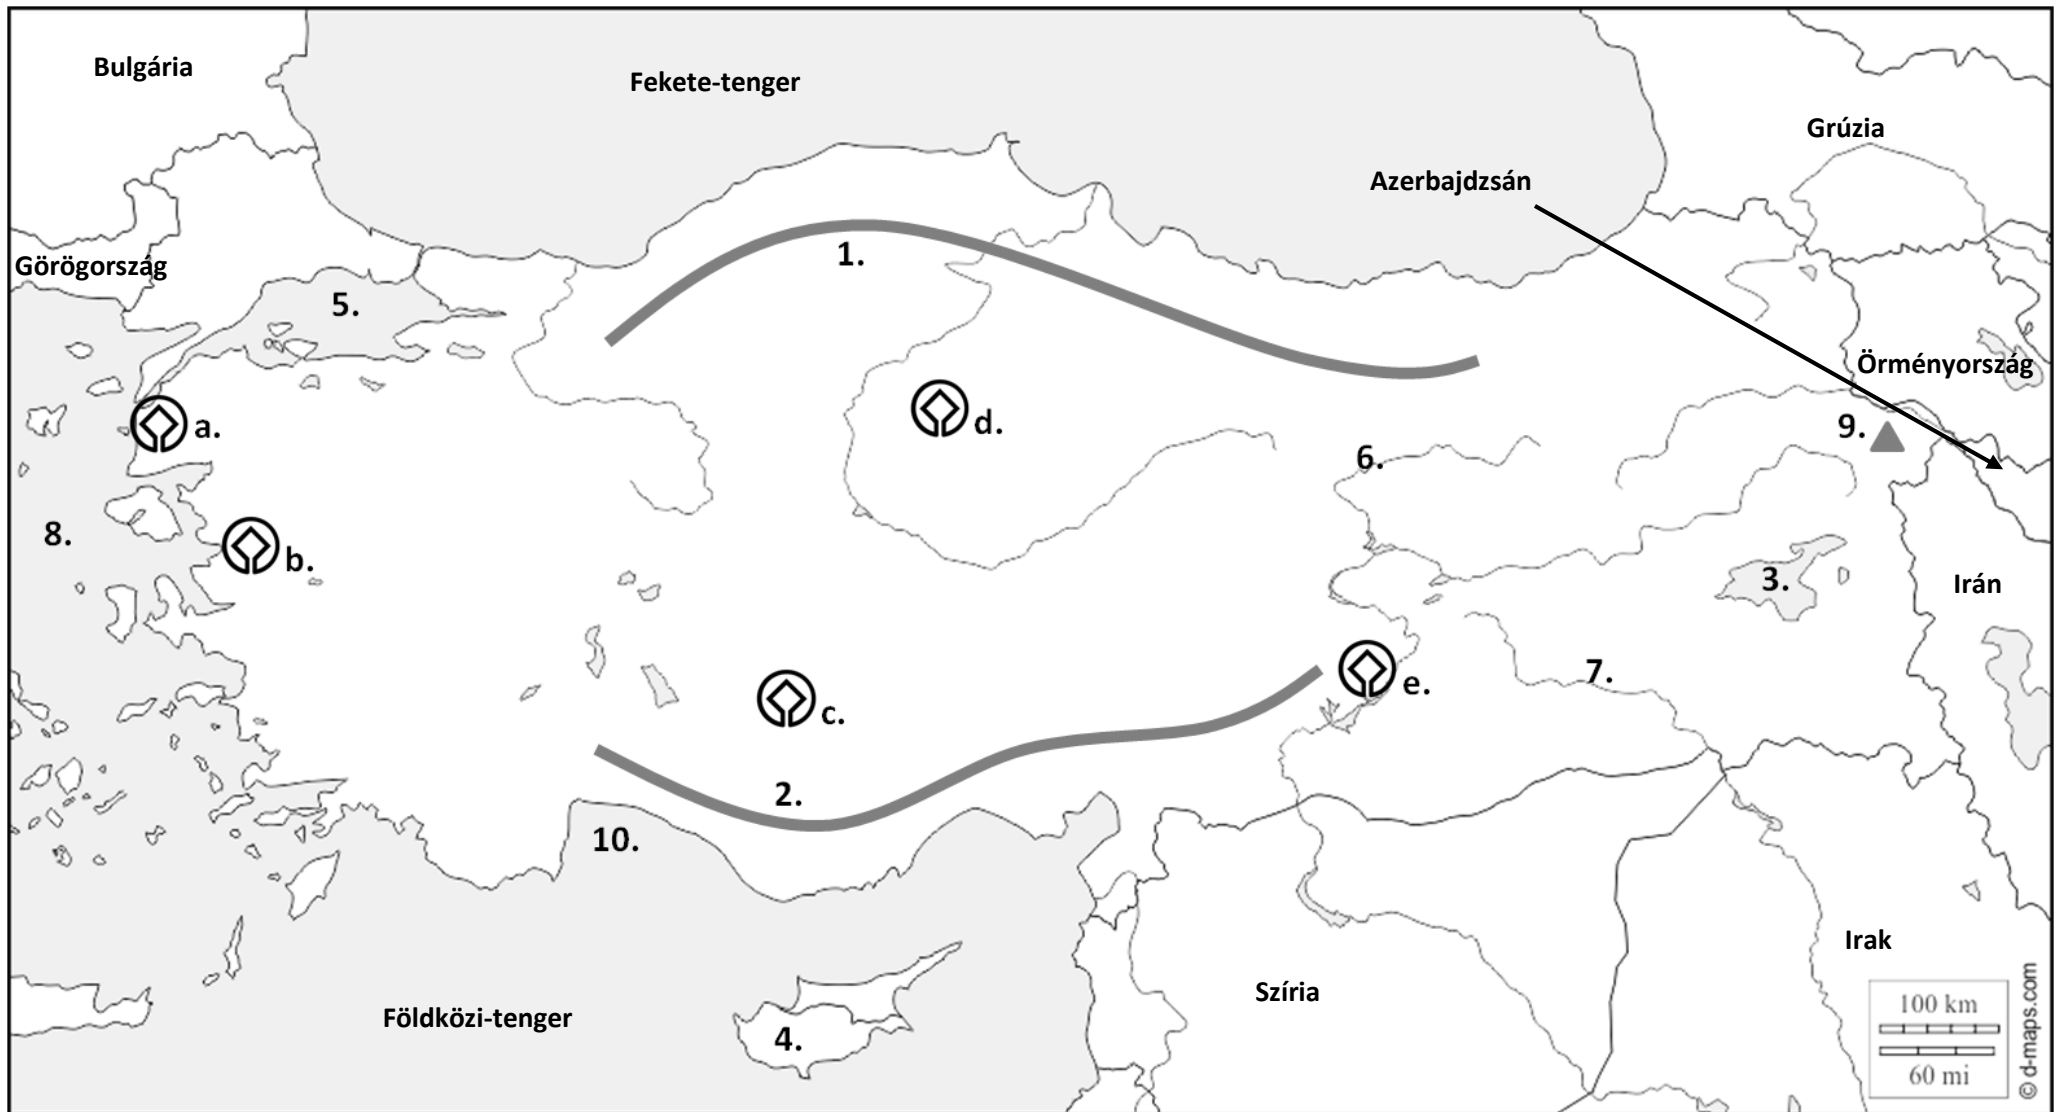 Bulgária
Fekete-tenger
Grúzia
Azerbajdzsán
Görögország
1.
5.
Örményország
a.
d.
9.
6.
8.
b.
3.
Irán
e.
7.
c.
2.
10.
Irak
Szíria
Földközi-tenger
4.
100 km
60 mi
© d-maps.com